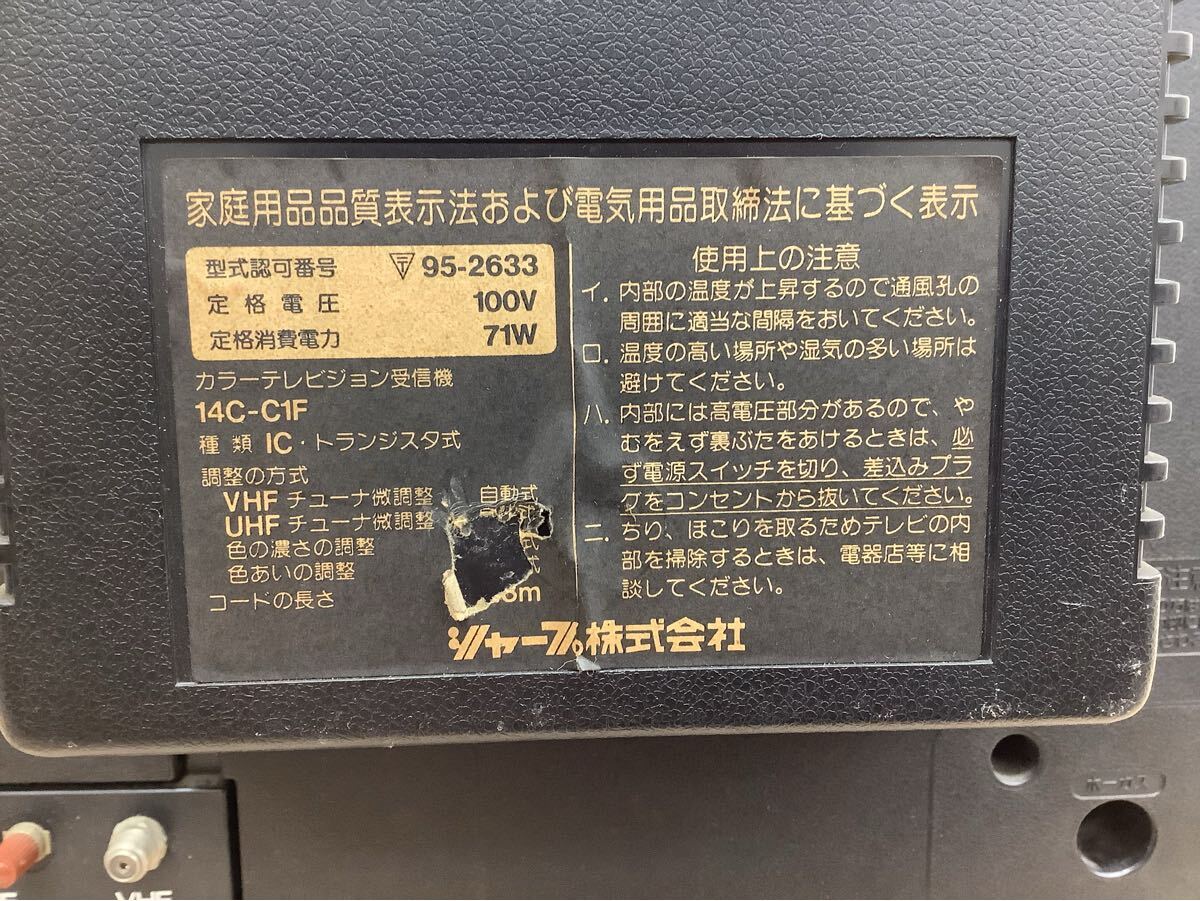 家庭用品品質表示法および電気用品取締法に基づく表示
型式認可番号 95-2633
定格電圧 100V
定格消費電力 71W
カラーテレビジョン受信機
14C-C1F
種類 IC・トランジスタ式
調整の方式
VHF チューナ微調整 自動式
UHF チューナ微調整
色の濃さの調整
色あいの調整
コードの長さ
使用上の注意
イ. 内部の温度が上昇するので通風孔の
周囲に適当な間隔をおいてください。
ロ. 温度の高い場所や湿気の多い場所は
避けてください。
ハ. 内部には高電圧部分があるので、や
むをえず裏ぶたをあけるときは、必
ず電源スイッチを切り、差込みプラ
グをコンセントから抜いてください。
ニ. ちり、ほこりを取るためテレビの内
部を掃除するときは、電器店等に相
談してください。
シャープ株式会社
ホーカス
VHF